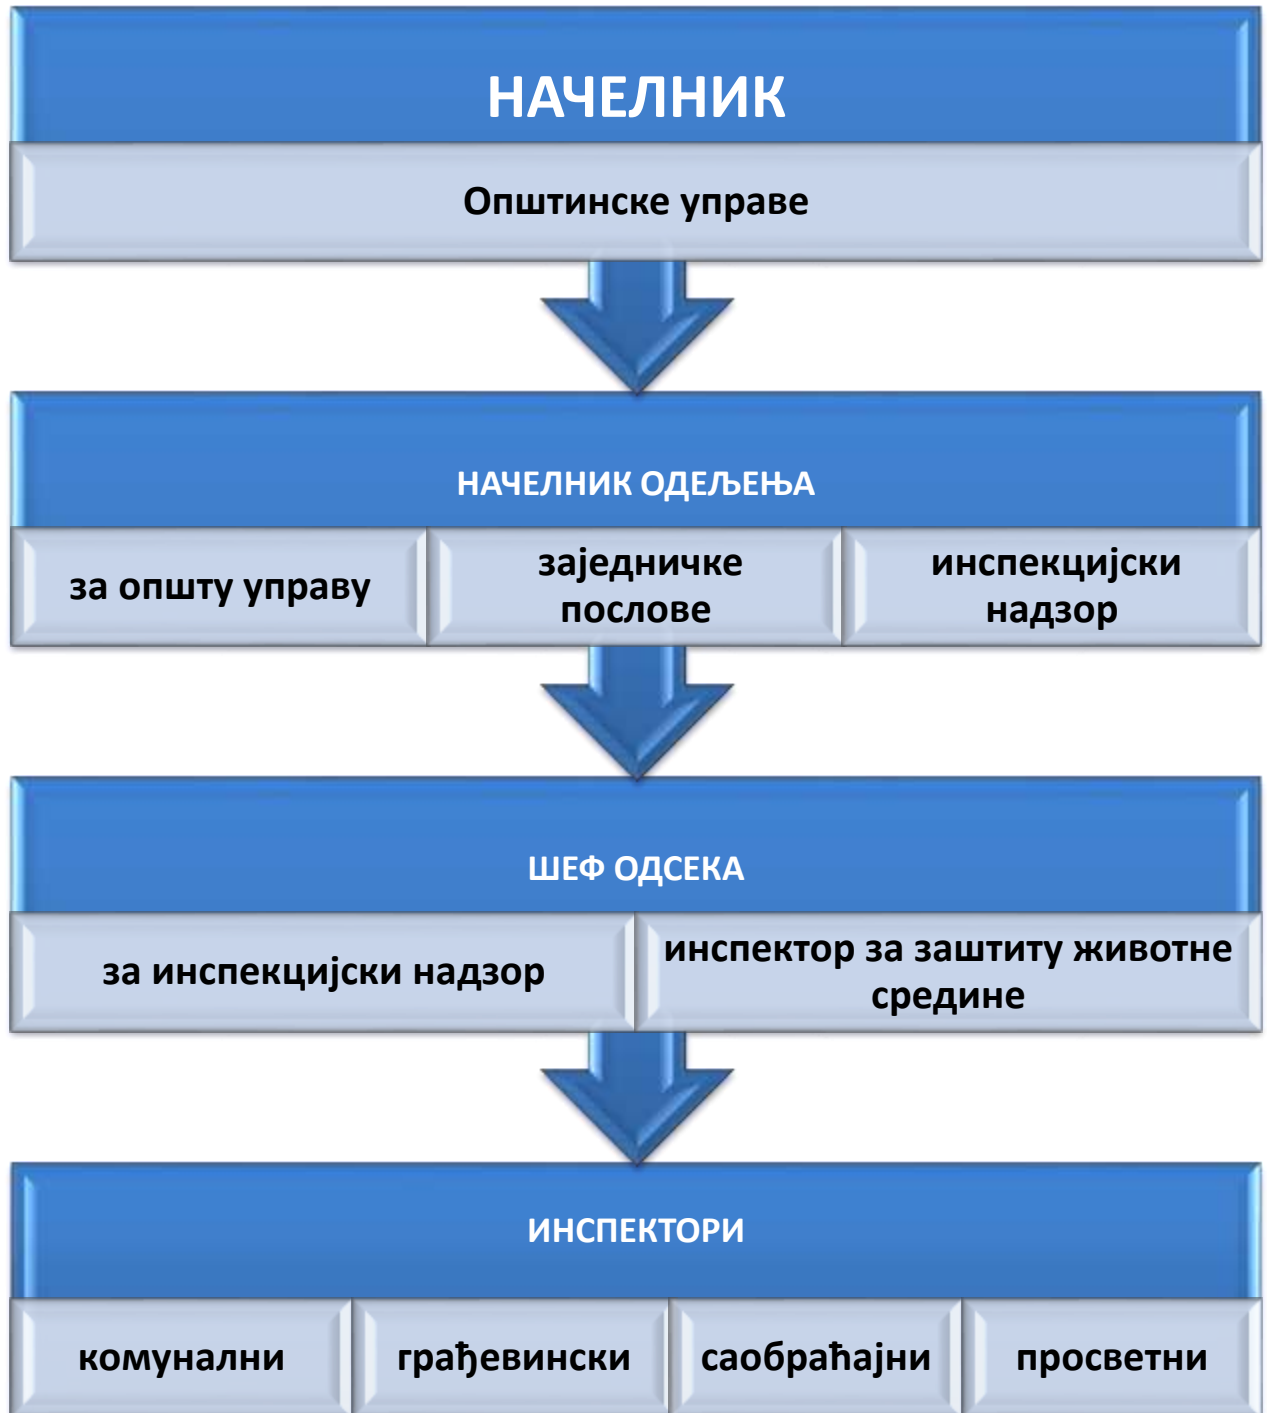 НАЧЕЛНИК
Општинске управе
НАЧЕЛНИК ОДЕЉЕЊА
за општу управу
заједничке
послове
инспекцијски
надзор
ШЕФ ОДСЕКА
за инспекцијски надзор
инспектор за заштиту животне
средине
ИНСПЕКТОРИ
комунални
грађевински
саобраћајни
просветни